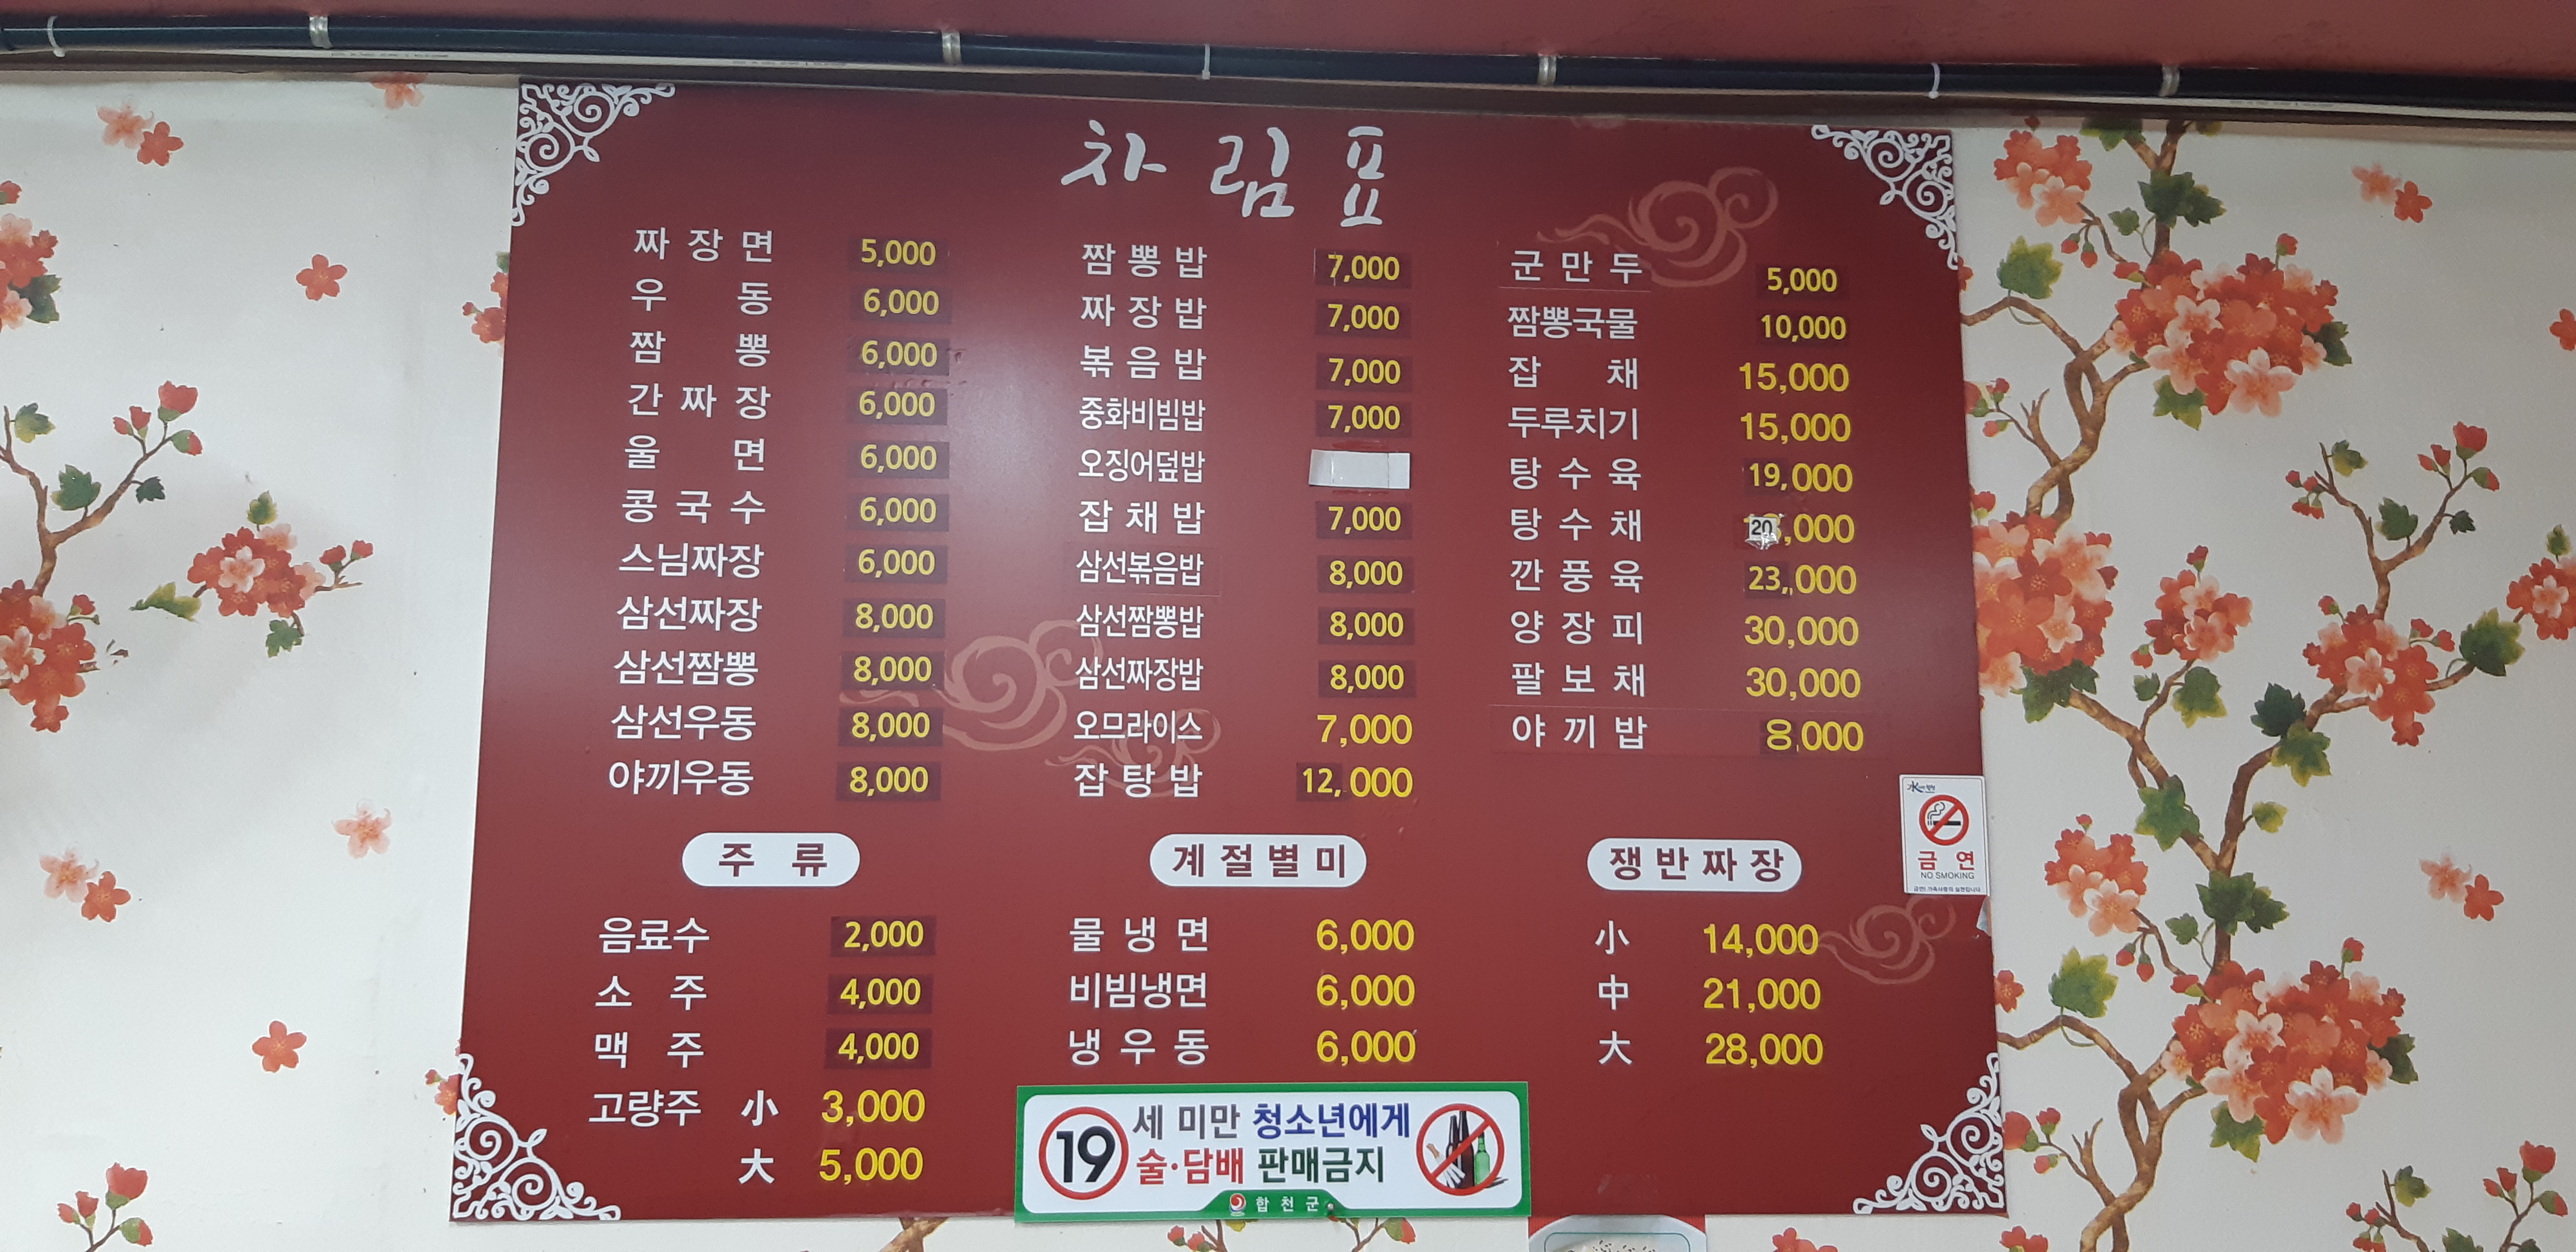 차림표
짜장면 5,000
우동 6,000
짬뽕 6,000
간짜장 6,000
울면 6,000
콩국수 6,000
스님짜장 6,000
삼선짜장 8,000
삼선짬뽕 8,000
삼선우동 8,000
야끼우동 8,000
짬뽕밥 7,000
짜장밥 7,000
볶음밥 7,000
중화비빔밥 7,000
오징어덮밥
잡채밥 7,000
삼선볶음밥 8,000
삼선짬뽕밥 8,000
삼선짜장밥 8,000
오므라이스 7,000
잡탕밥 12,000
군만두 5,000
짬뽕국물 10,000
잡채 15,000
두루치기 15,000
탕수육 19,000
탕수채 20,000
깐풍육 23,000
양장피 30,000
팔보채 30,000
야끼밥 8,000
주류
음료수 2,000
소주 4,000
맥주 4,000
고량주 小 3,000
大 5,000
계절별미
물냉면 6,000
비빔냉면 6,000
냉우동 6,000
쟁반짜장
小 14,000
中 21,000
大 28,000
금연
NO SMOKING
19세 미만 청소년에게
술·담배 판매금지
합천군